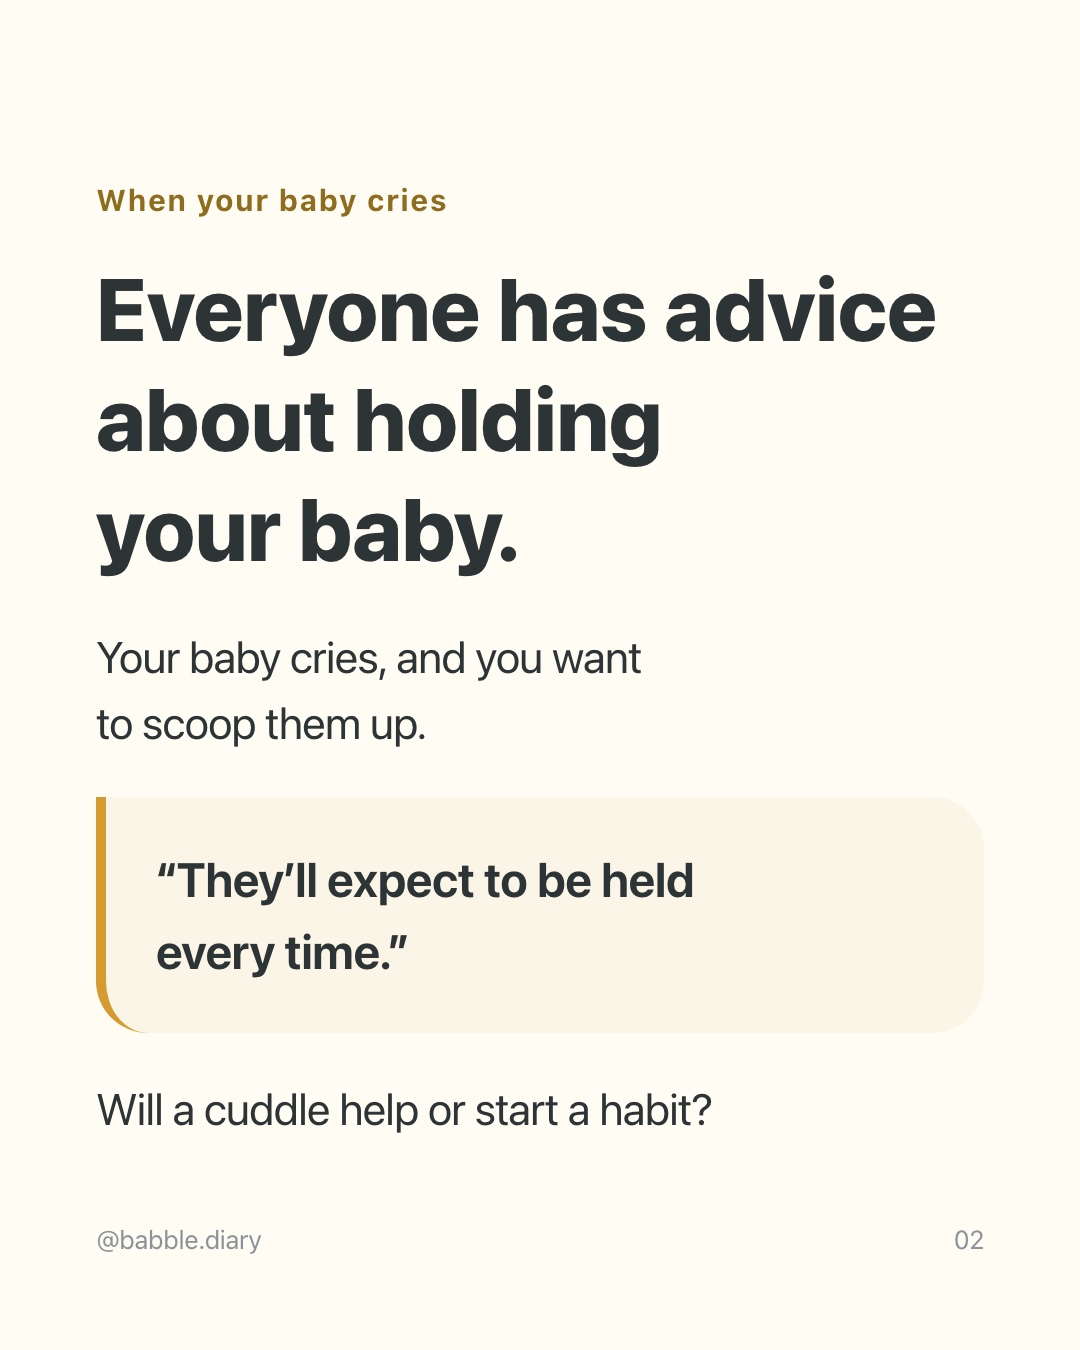 When your baby cries
Everyone has advice
about holding
your baby.
Your baby cries, and you want
to scoop them up.
“They’ll expect to be held
every time.”
Will a cuddle help or start a habit?
@babble.diary
02